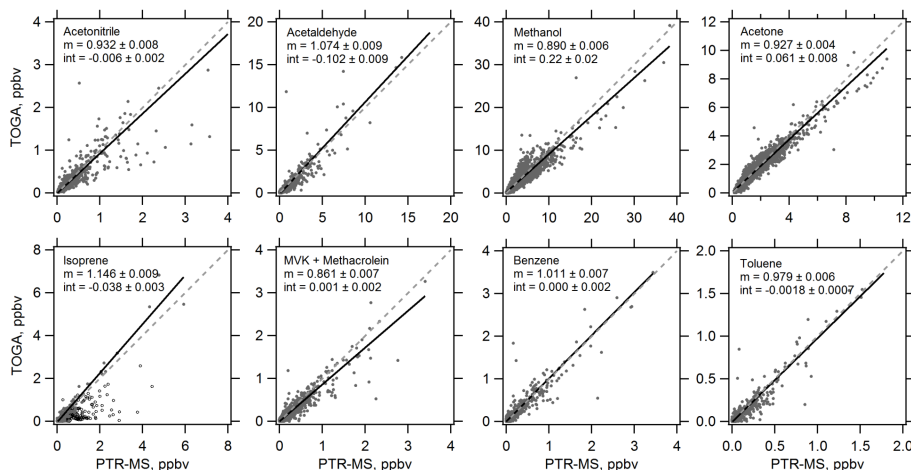 Acetonitrile
m = 0.932 ± 0.008
int = -0.006 ± 0.002
4
3
2
1
0
TOGA, ppbv
0 1 2 3 4
Acetaldehyde
m = 1.074 ± 0.009
int = -0.102 ± 0.009
20
15
10
5
0
0 5 10 15 20
Methanol
m = 0.890 ± 0.006
int = 0.22 ± 0.02
40
30
20
10
0
0 10 20 30 40
Acetone
m = 0.927 ± 0.004
int = 0.061 ± 0.008
12
10
8
6
4
2
0
0 4 8 12
Isoprene
m = 1.146 ± 0.009
int = -0.038 ± 0.003
8
6
4
2
0
TOGA, ppbv
0 2 4 6 8
PTR-MS, ppbv
MVK + Methacrolein
m = 0.861 ± 0.007
int = 0.001 ± 0.002
4
3
2
1
0
0 1 2 3 4
PTR-MS, ppbv
Benzene
m = 1.011 ± 0.007
int = 0.000 ± 0.002
4
3
2
1
0
0 1 2 3 4
PTR-MS, ppbv
Toluene
m = 0.979 ± 0.006
int = -0.0018 ± 0.0007
2.0
1.5
1.0
0.5
0.0
0.0 0.5 1.0 1.5 2.0
PTR-MS, ppbv